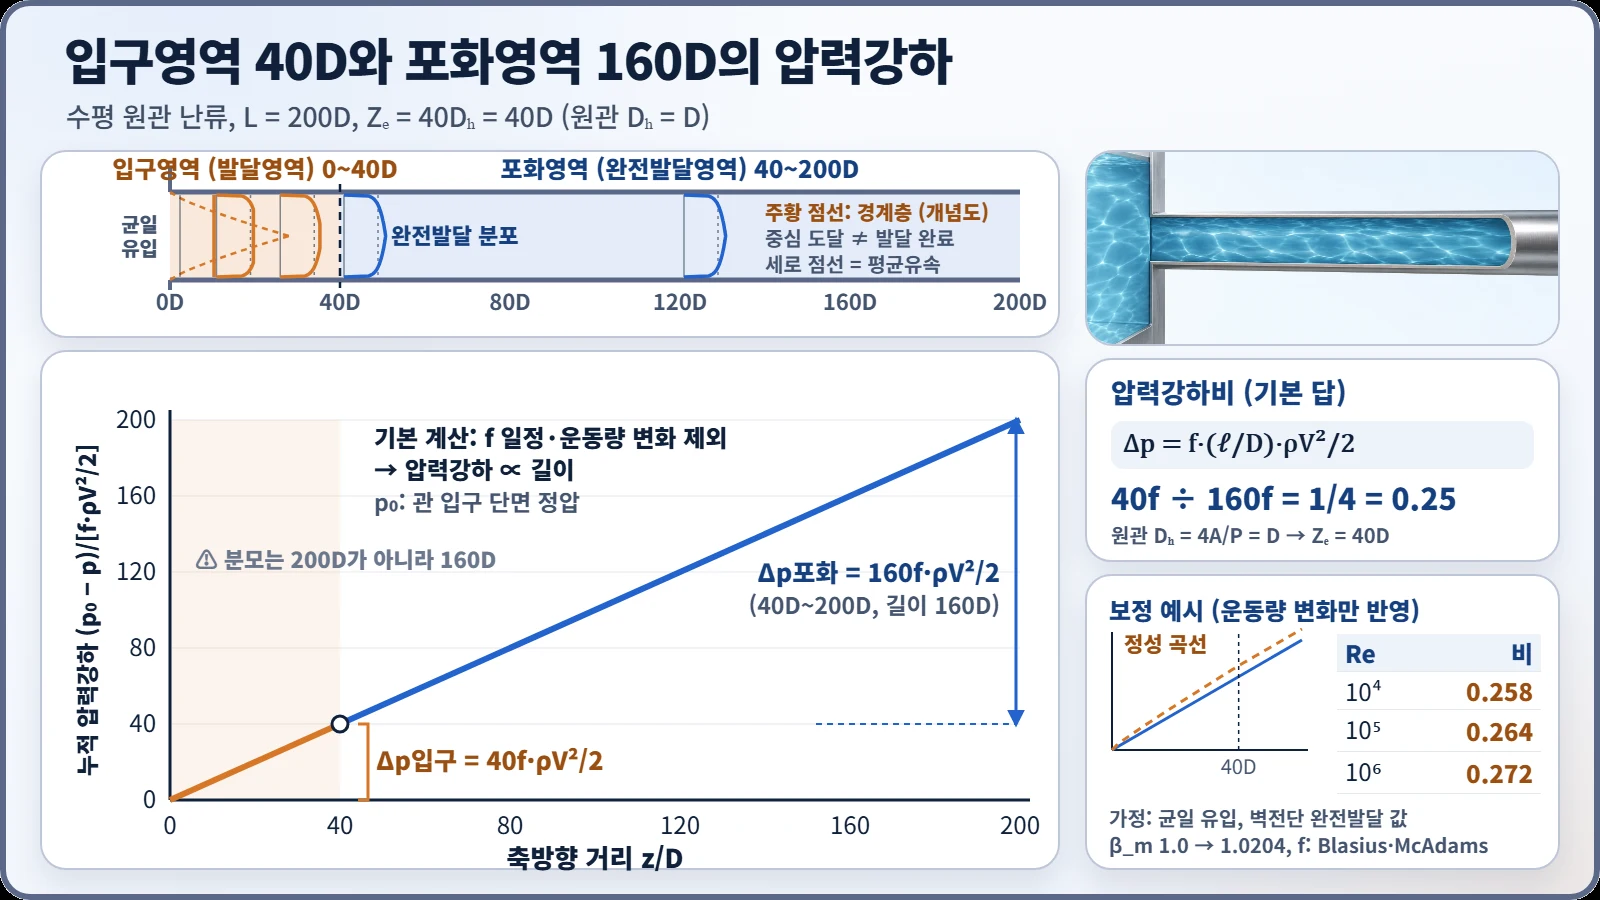 입구영역 40D와 포화영역 160D의 압력강하
수평 원관 난류, L = 200D, Zₑ = 40Dₕ = 40D (원관 Dₕ = D)
입구영역 (발달영역) 0~40D
포화영역 (완전발달영역) 40~200D
균일
유입
완전발달 분포
주황 점선: 경계층 (개념도)
중심 도달 ≠ 발달 완료
세로 점선 = 평균유속
0D
40D
80D
120D
160D
200D
누적 압력강하 (p₀ − p)/[f·ρV²/2]
200
160
120
80
40
0
기본 계산: f 일정·운동량 변화 제외
→ 압력강하 ∝ 길이
p₀: 관 입구 단면 정압
⚠ 분모는 200D가 아니라 160D
Δp포화 = 160f·ρV²/2
(40D~200D, 길이 160D)
Δp입구 = 40f·ρV²/2
0
40
80
120
160
200
축방향 거리 z/D
압력강하비 (기본 답)
Δp = f·(ℓ/D)·ρV²/2
40f ÷ 160f = 1/4 = 0.25
원관 Dₕ = 4A/P = D → Zₑ = 40D
보정 예시 (운동량 변화만 반영)
정성 곡선
40D
Re 비
10⁴ 0.258
10⁵ 0.264
10⁶ 0.272
가정: 균일 유입, 벽전단 완전발달 값
β_m 1.0 → 1.0204, f: Blasius·McAdams